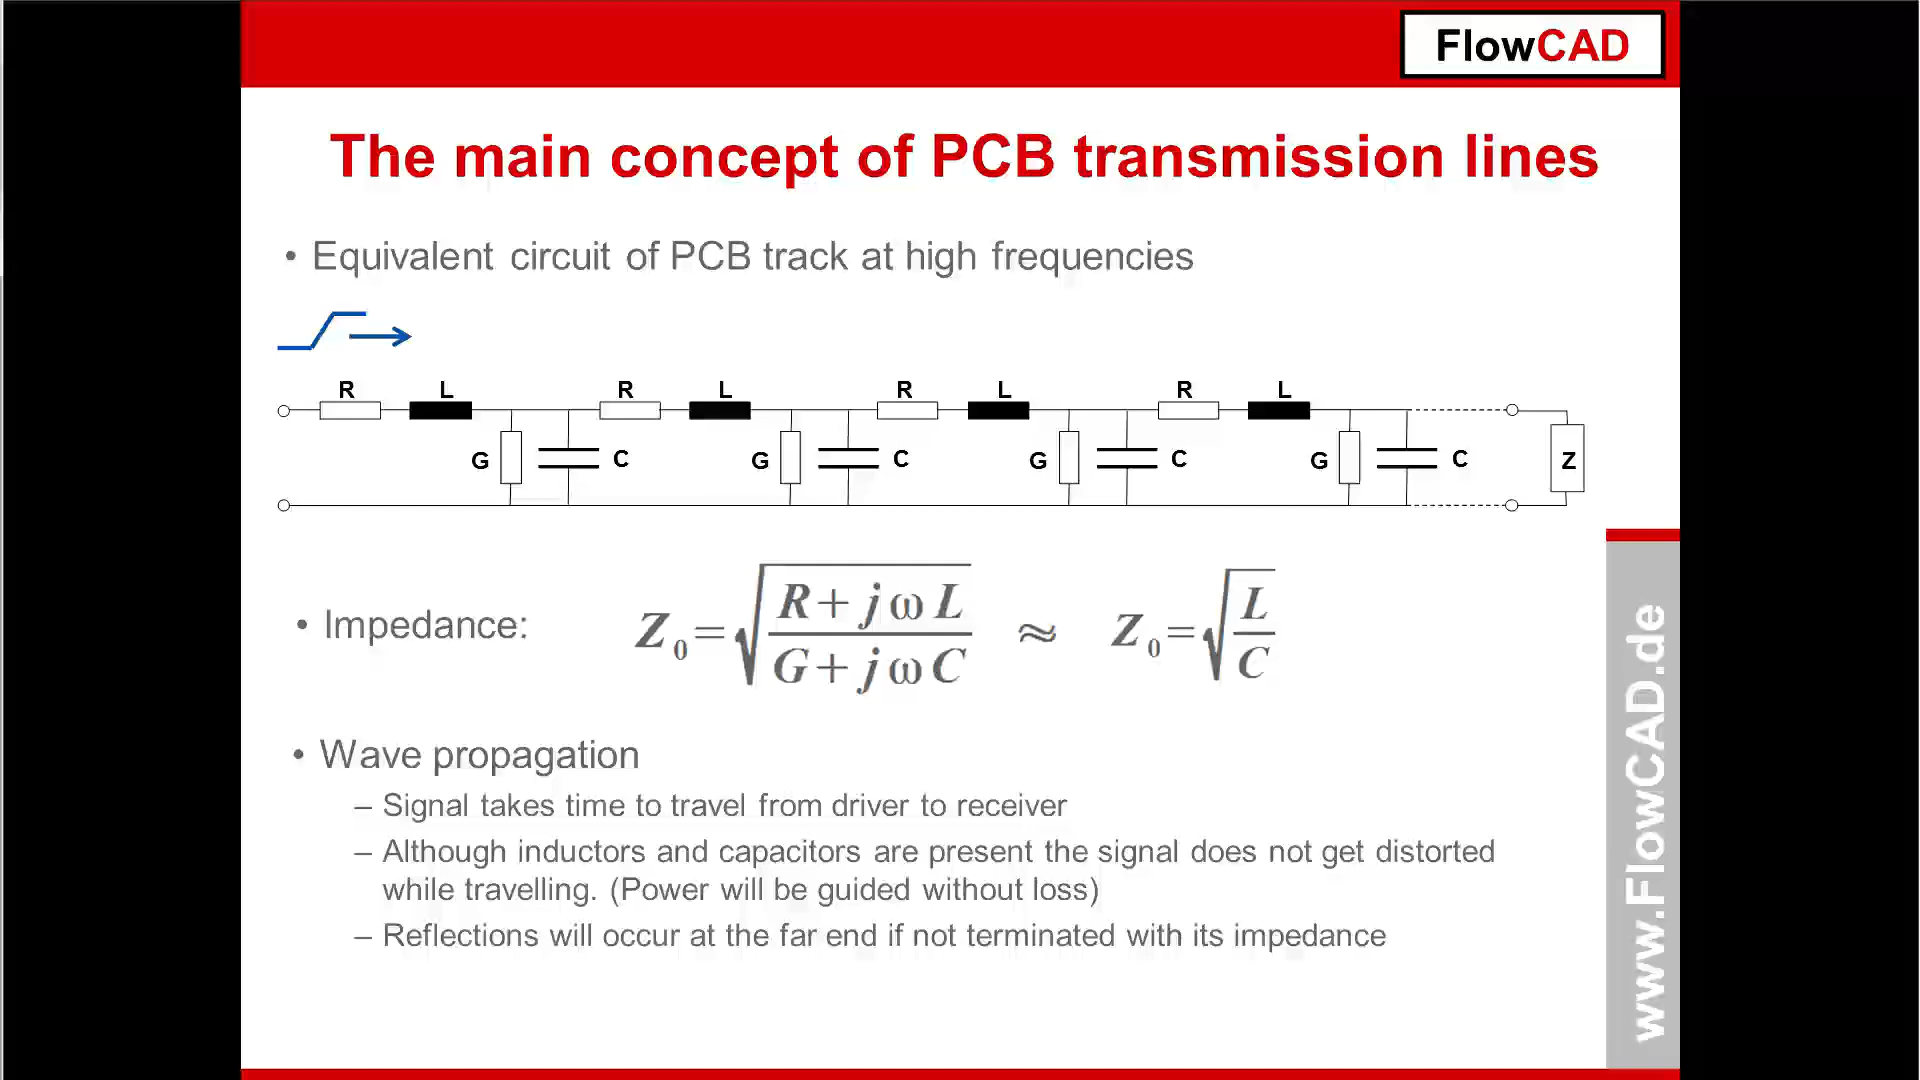 FlowCAD
The main concept of PCB transmission lines
• Equivalent circuit of PCB track at high frequencies
R L R L R L R L
G C G C G C G C Z
• Impedance: Z₀=√((R+jωL)/(G+jωC)) ≈ Z₀=√(L/C)
• Wave propagation
– Signal takes time to travel from driver to receiver
– Although inductors and capacitors are present the signal does not get distorted
while travelling. (Power will be guided without loss)
– Reflections will occur at the far end if not terminated with its impedance
www.FlowCAD.de